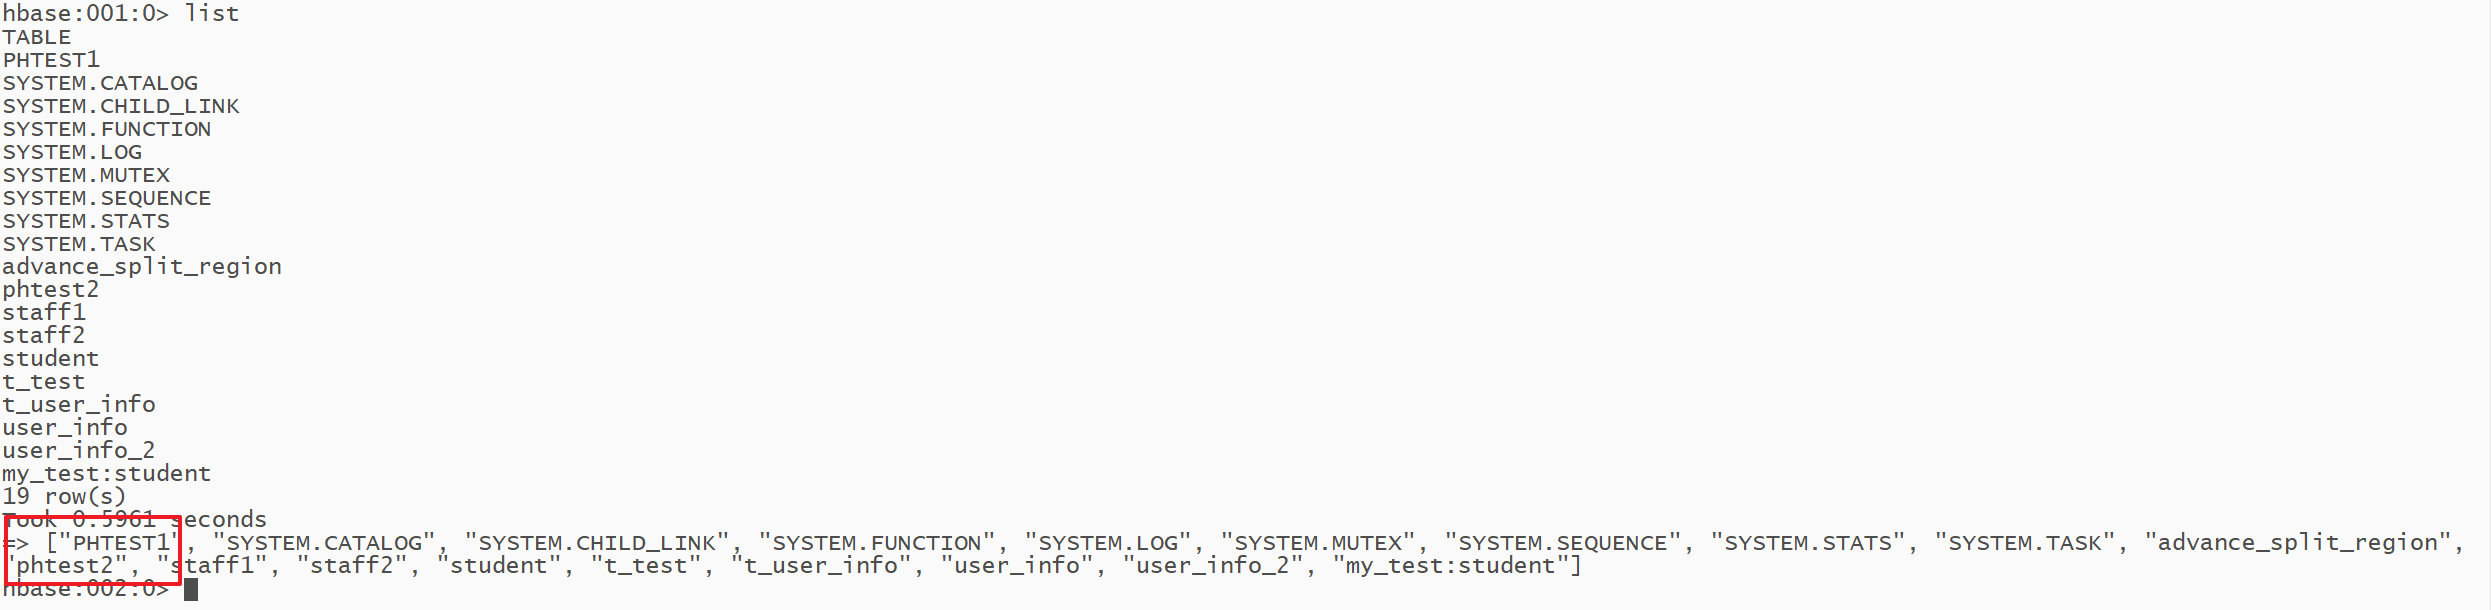 hbase:001:0> list
TABLE
PHTEST1
SYSTEM.CATALOG
SYSTEM.CHILD_LINK
SYSTEM.FUNCTION
SYSTEM.LOG
SYSTEM.MUTEX
SYSTEM.SEQUENCE
SYSTEM.STATS
SYSTEM.TASK
advance_split_region
phtest2
staff1
staff2
student
t_test
t_user_info
user_info
user_info_2
my_test:student
19 row(s)
Took 0.5961 seconds
=> ["PHTEST1", "SYSTEM.CATALOG", "SYSTEM.CHILD_LINK", "SYSTEM.FUNCTION", "SYSTEM.LOG", "SYSTEM.MUTEX", "SYSTEM.SEQUENCE", "SYSTEM.STATS", "SYSTEM.TASK", "advance_split_region",
"phtest2", "staff1", "staff2", "student", "t_test", "t_user_info", "user_info", "user_info_2", "my_test:student"]
hbase:002:0>